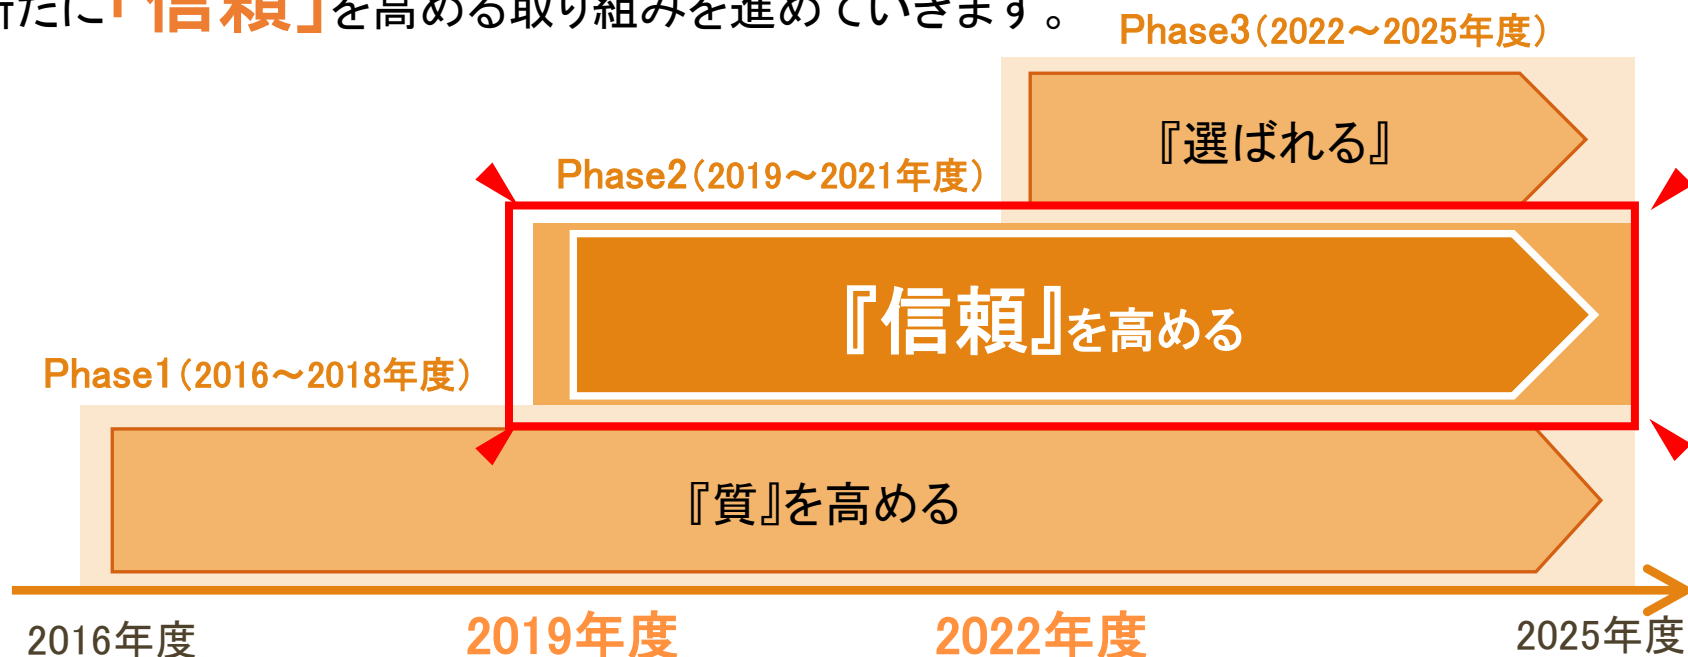 たに「信頼」を高める取り組みを進めていきます。
Phase3(2022~2025年度)
『選ばれる』
Phase2(2019~2021年度)
『信頼』を高める
Phase1(2016~2018年度)
『質』を高める
2016年度 2019年度 2022年度 2025年度